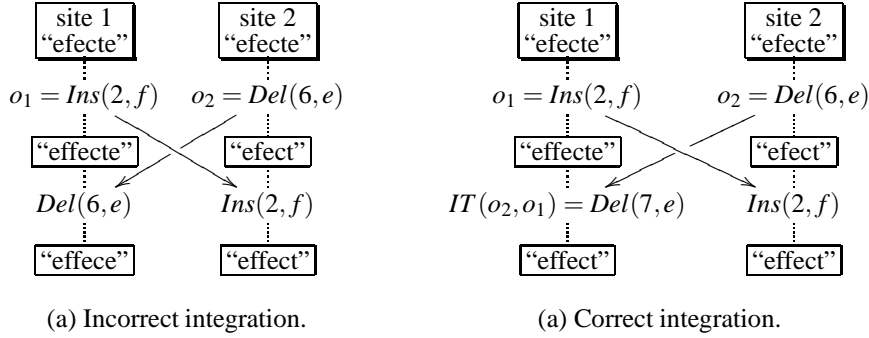 site 1 site 2 site 1 site 2
“efecte” “efecte” “efecte” “efecte”
o1 = Ins(2, f) o2 = Del(6, e) o1 = Ins(2, f) o2 = Del(6, e)
“effecte” “efect” “effecte” “efect”
Del(6, e) Ins(2, f) IT(o2, o1) = Del(7, e) Ins(2, f)
“effece” “effect” “effect” “effect”
(a) Incorrect integration. (a) Correct integration.